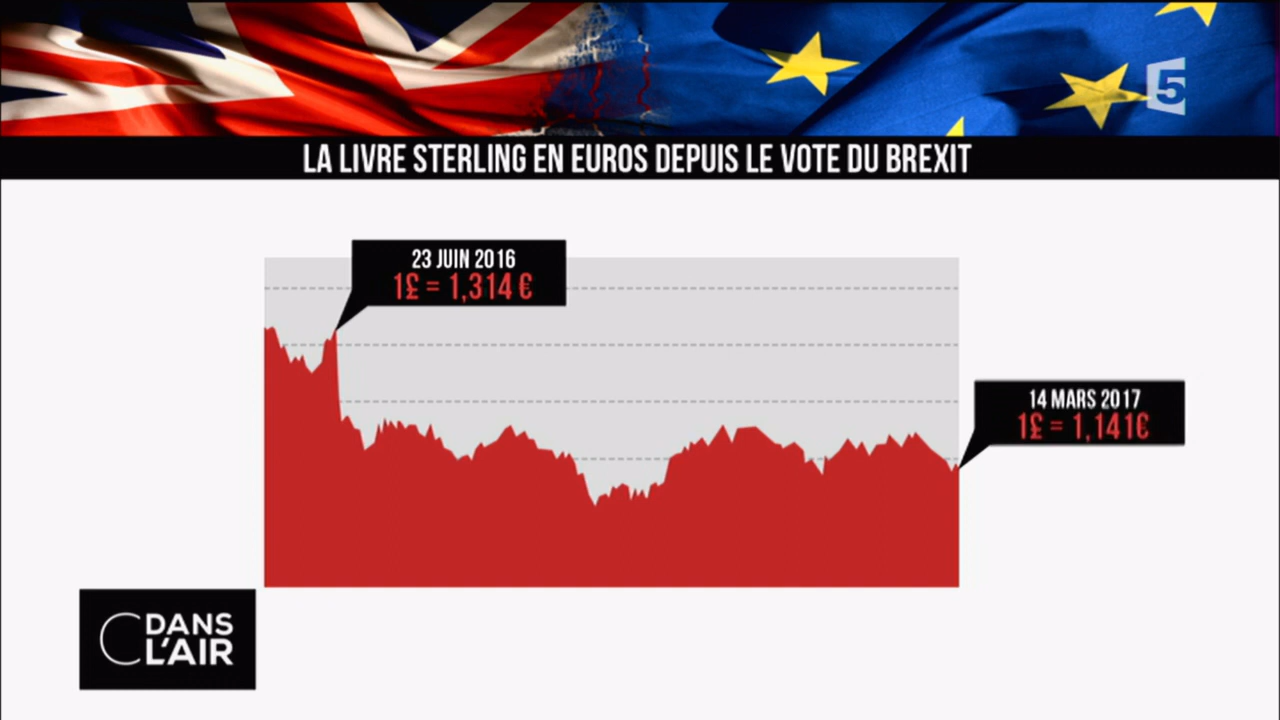 5
LA LIVRE STERLING EN EUROS DEPUIS LE VOTE DU BREXIT
23 JUIN 2016
1£ = 1,314 €
14 MARS 2017
1£ = 1,141€
C DANS
L'AIR